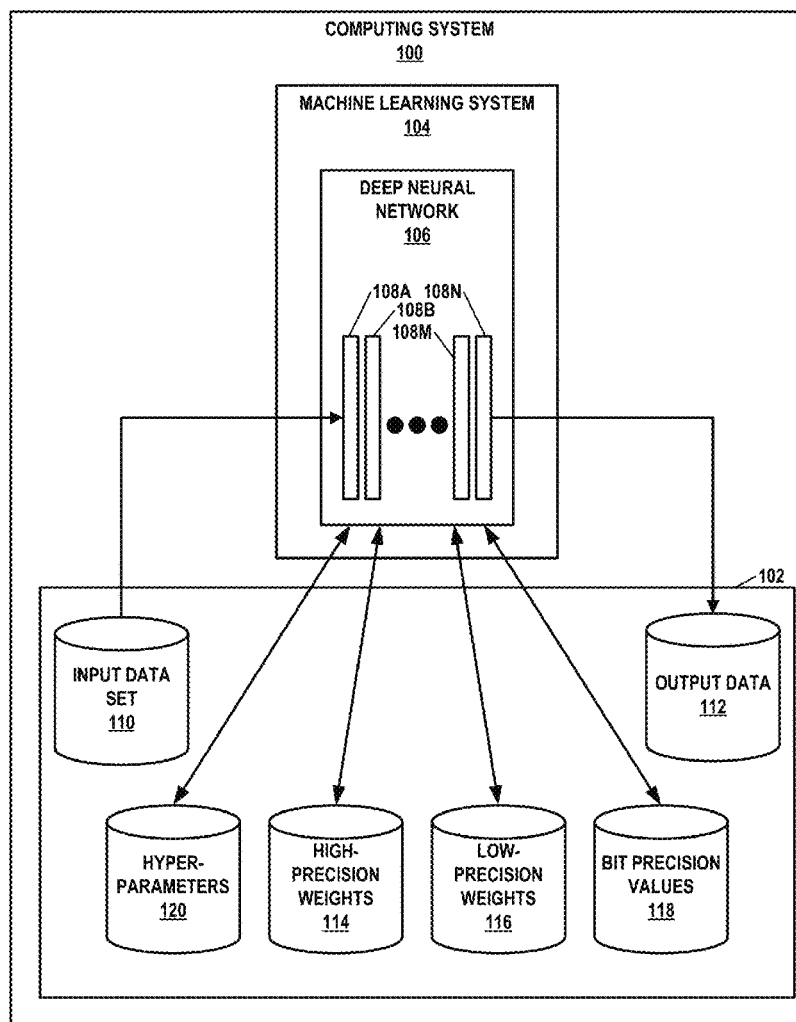 COMPUTING SYSTEM
100
MACHINE LEARNING SYSTEM
104
DEEP NEURAL
NETWORK
106
108A 108N
108B
108M
102
INPUT DATA
SET
110
OUTPUT DATA
112
HYPER-
PARAMETERS
120
HIGH-
PRECISION
WEIGHTS
114
LOW-
PRECISION
WEIGHTS
116
BIT PRECISION
VALUES
118